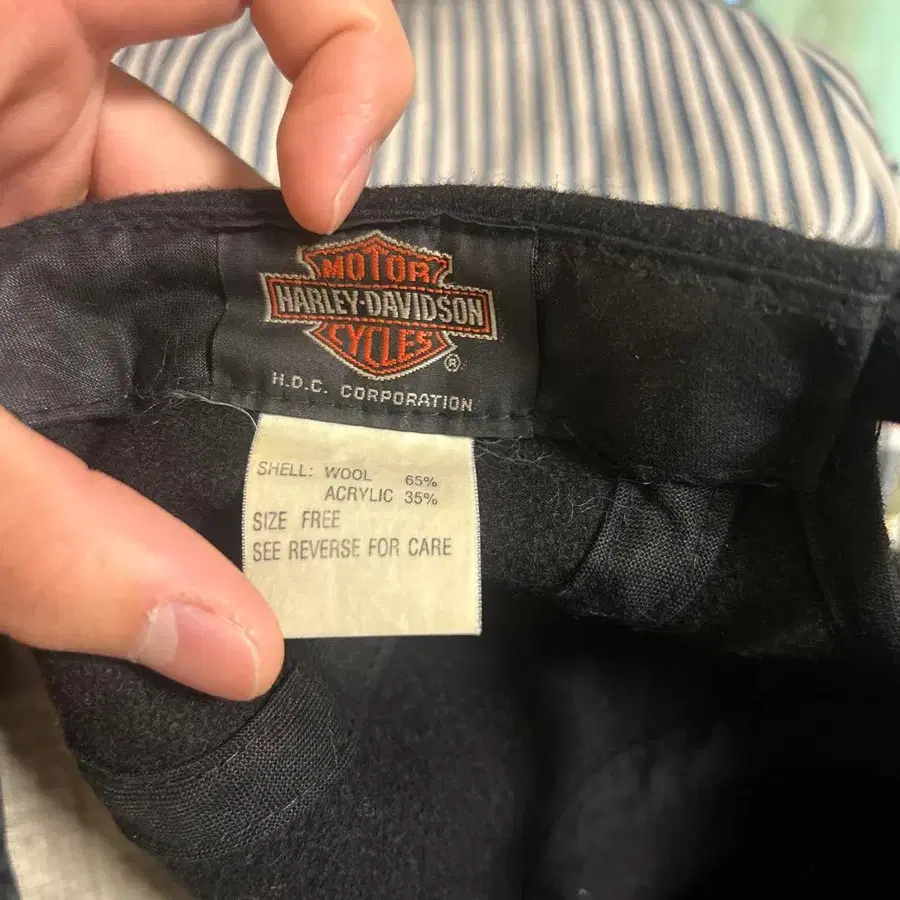 MOTOR
HARLEY-DAVIDSON
CYCLES
®
H.D.C. CORPORATION
SHELL: WOOL 65%
ACRYLIC 35%
SIZE FREE
SEE REVERSE FOR CARE